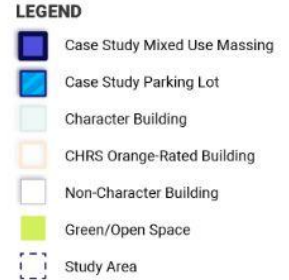 LEGEND
Case Study Mixed Use Massing
Case Study Parking Lot
Character Building
CHRS Orange-Rated Building
Non-Character Building
Green/Open Space
Study Area